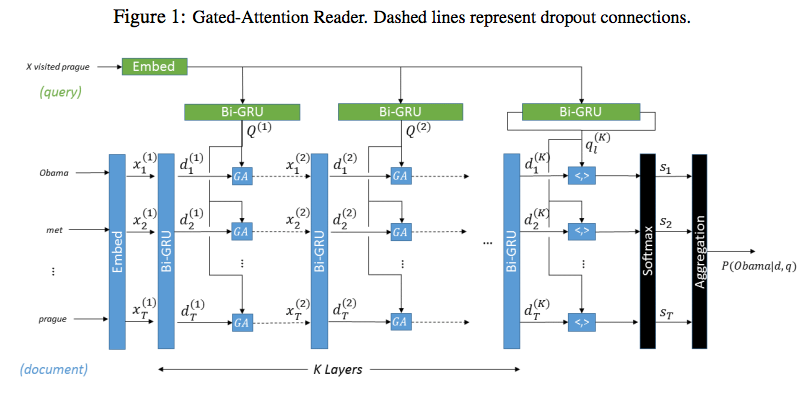 Figure 1: Gated-Attention Reader. Dashed lines represent dropout connections.
X visited prague
Embed
(query)
Bi-GRU
Bi-GRU
Bi-GRU
Q^(1)
Q^(2)
q_l^(K)
Obama
x_1^(1)
d_1^(1)
GA
x_1^(2)
d_1^(2)
GA
d_1^(K)
<,>
s_1
met
x_2^(1)
d_2^(1)
GA
x_2^(2)
d_2^(2)
GA
d_2^(K)
<,>
s_2
Embed
Bi-GRU
Bi-GRU
Bi-GRU
Softmax
Aggregation
P(Obama|d, q)
⋮
⋮
⋮
...
⋮
prague
x_T^(1)
d_T^(1)
GA
x_T^(2)
d_T^(2)
GA
d_T^(K)
<,>
s_T
(document)
K Layers